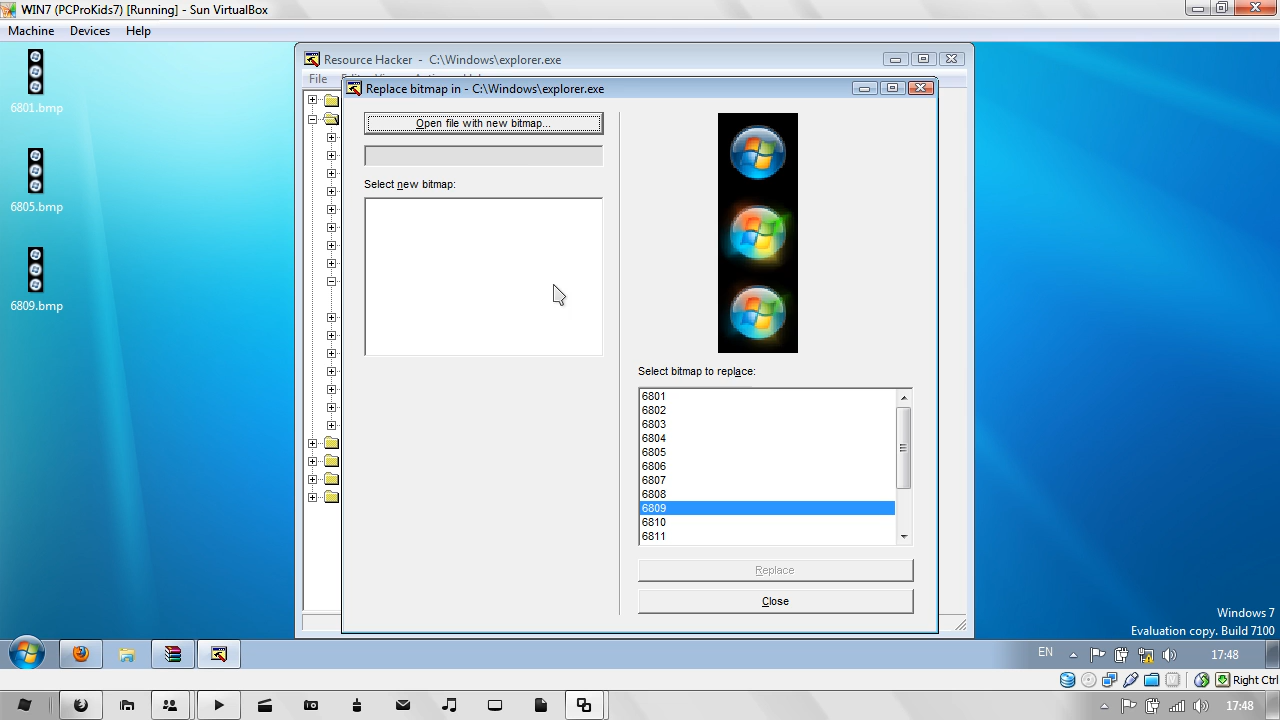 WIN7 (PCProKids7) [Running] - Sun VirtualBox
Machine Devices Help
6801.bmp
6805.bmp
6809.bmp
Resource Hacker - C:\Windows\explorer.exe
File
Replace bitmap in - C:\Windows\explorer.exe
Open file with new bitmap...
Select new bitmap:
Select bitmap to replace:
6801
6802
6803
6804
6805
6806
6807
6808
6809
6810
6811
Replace
Close
Windows 7
Evaluation copy. Build 7100
EN
17:48
Right Ctrl
17:48